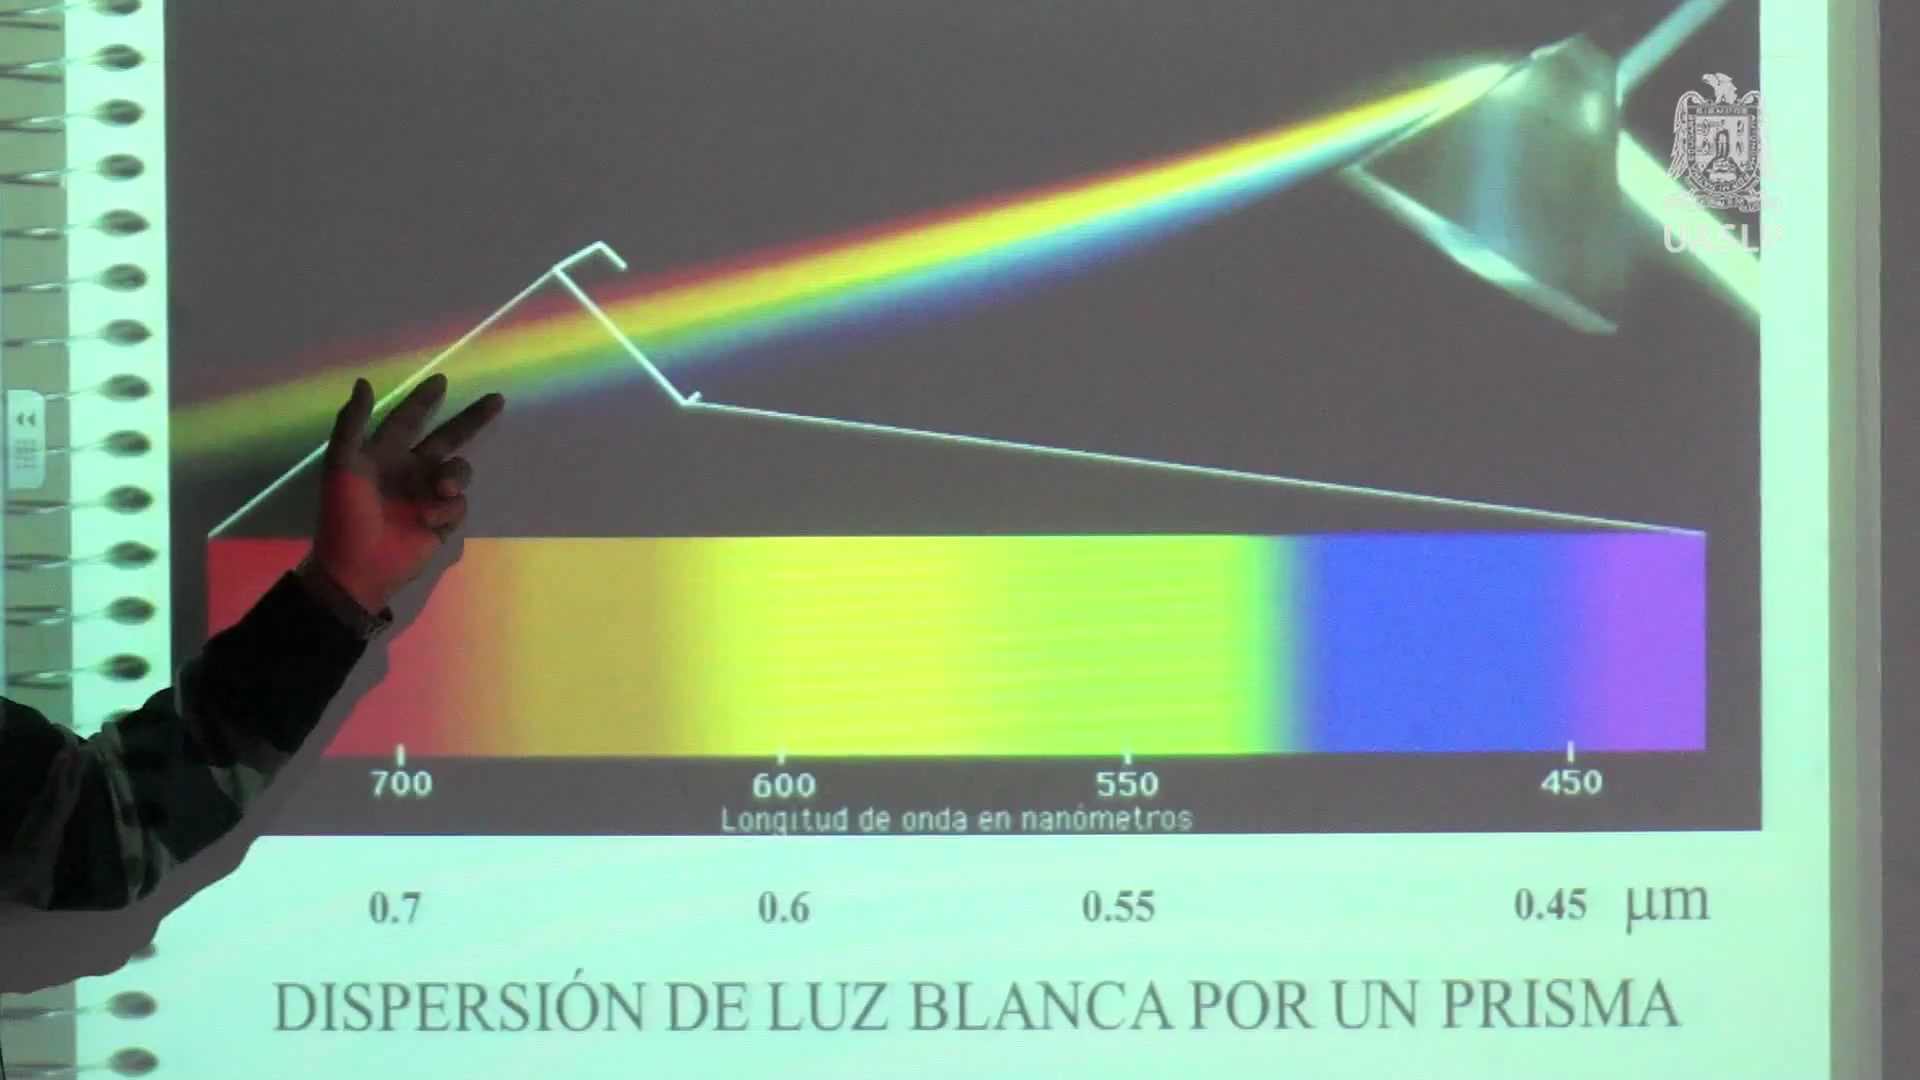 UASLP
700 600 550 450
Longitud de onda en nanómetros
0.7 0.6 0.55 0.45 μm
DISPERSIÓN DE LUZ BLANCA POR UN PRISMA